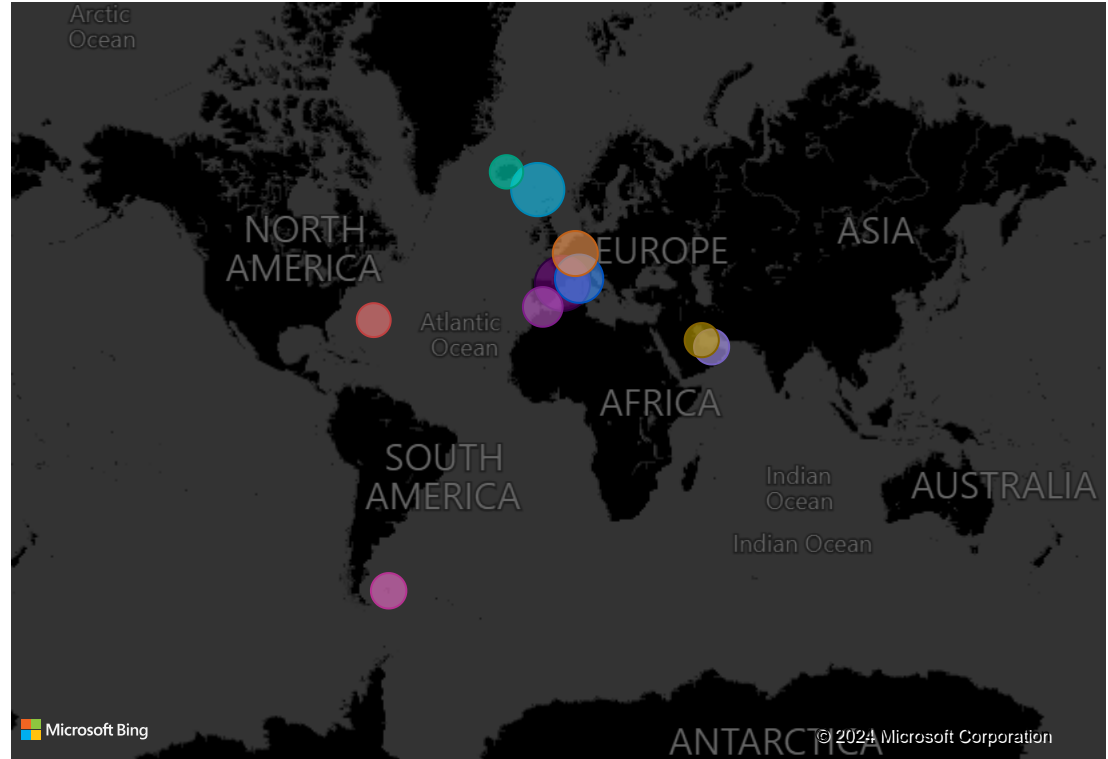 Arctic
Ocean
NORTH
AMERICA
EUROPE
ASIA
Atlantic
Ocean
AFRICA
SOUTH
AMERICA
Indian
Ocean
AUSTRALIA
Indian Ocean
ANTARCTICA
Microsoft Bing
© 2024 Microsoft Corporation